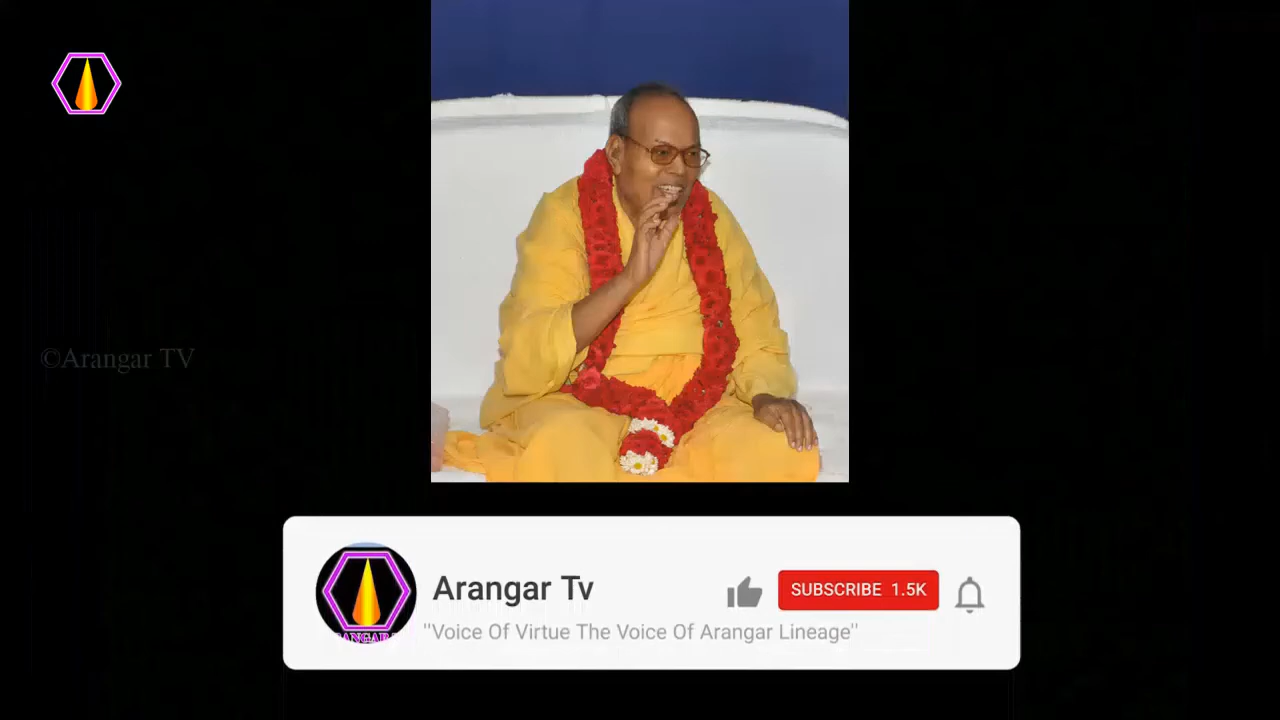 ©Arangar TV
Arangar Tv
SUBSCRIBE 1.5K
"Voice Of Virtue The Voice Of Arangar Lineage"